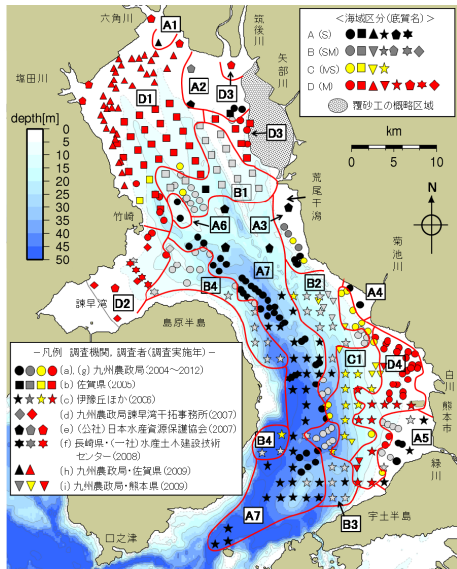 六角川
筑後川
矢部川
塩田川
A1
A2
D3
D1
D3
B1
depth[m]
0
5
10
15
20
25
30
35
40
45
50
<海域区分(底質名)>
A (S)
B (SM)
C (MS)
D (M)
覆砂工の概略区域
km
0 2 4 6 8 10
N
荒尾干潟
竹崎
A6
A3
菊池川
A7
B2
B4
A4
諫早湾
D2
島原半島
C1
D4
白川
熊本市
A5
緑川
B4
A7
B3
宇土半島
口之津
-凡例 調査機関, 調査者(調査実施年)-
(a), (g) 九州農政局(2004~2012)
(b) 佐賀県(2005)
(c) 伊豫丘ほか(2006)
(d) 九州農政局諫早湾干拓事務所(2007)
(e) (公社)日本水産資源保護協会(2007)
(f) 長崎県・(一社)水産土木建設技術
センター(2008)
(h) 九州農政局・佐賀県(2009)
(i) 九州農政局・熊本県(2009)